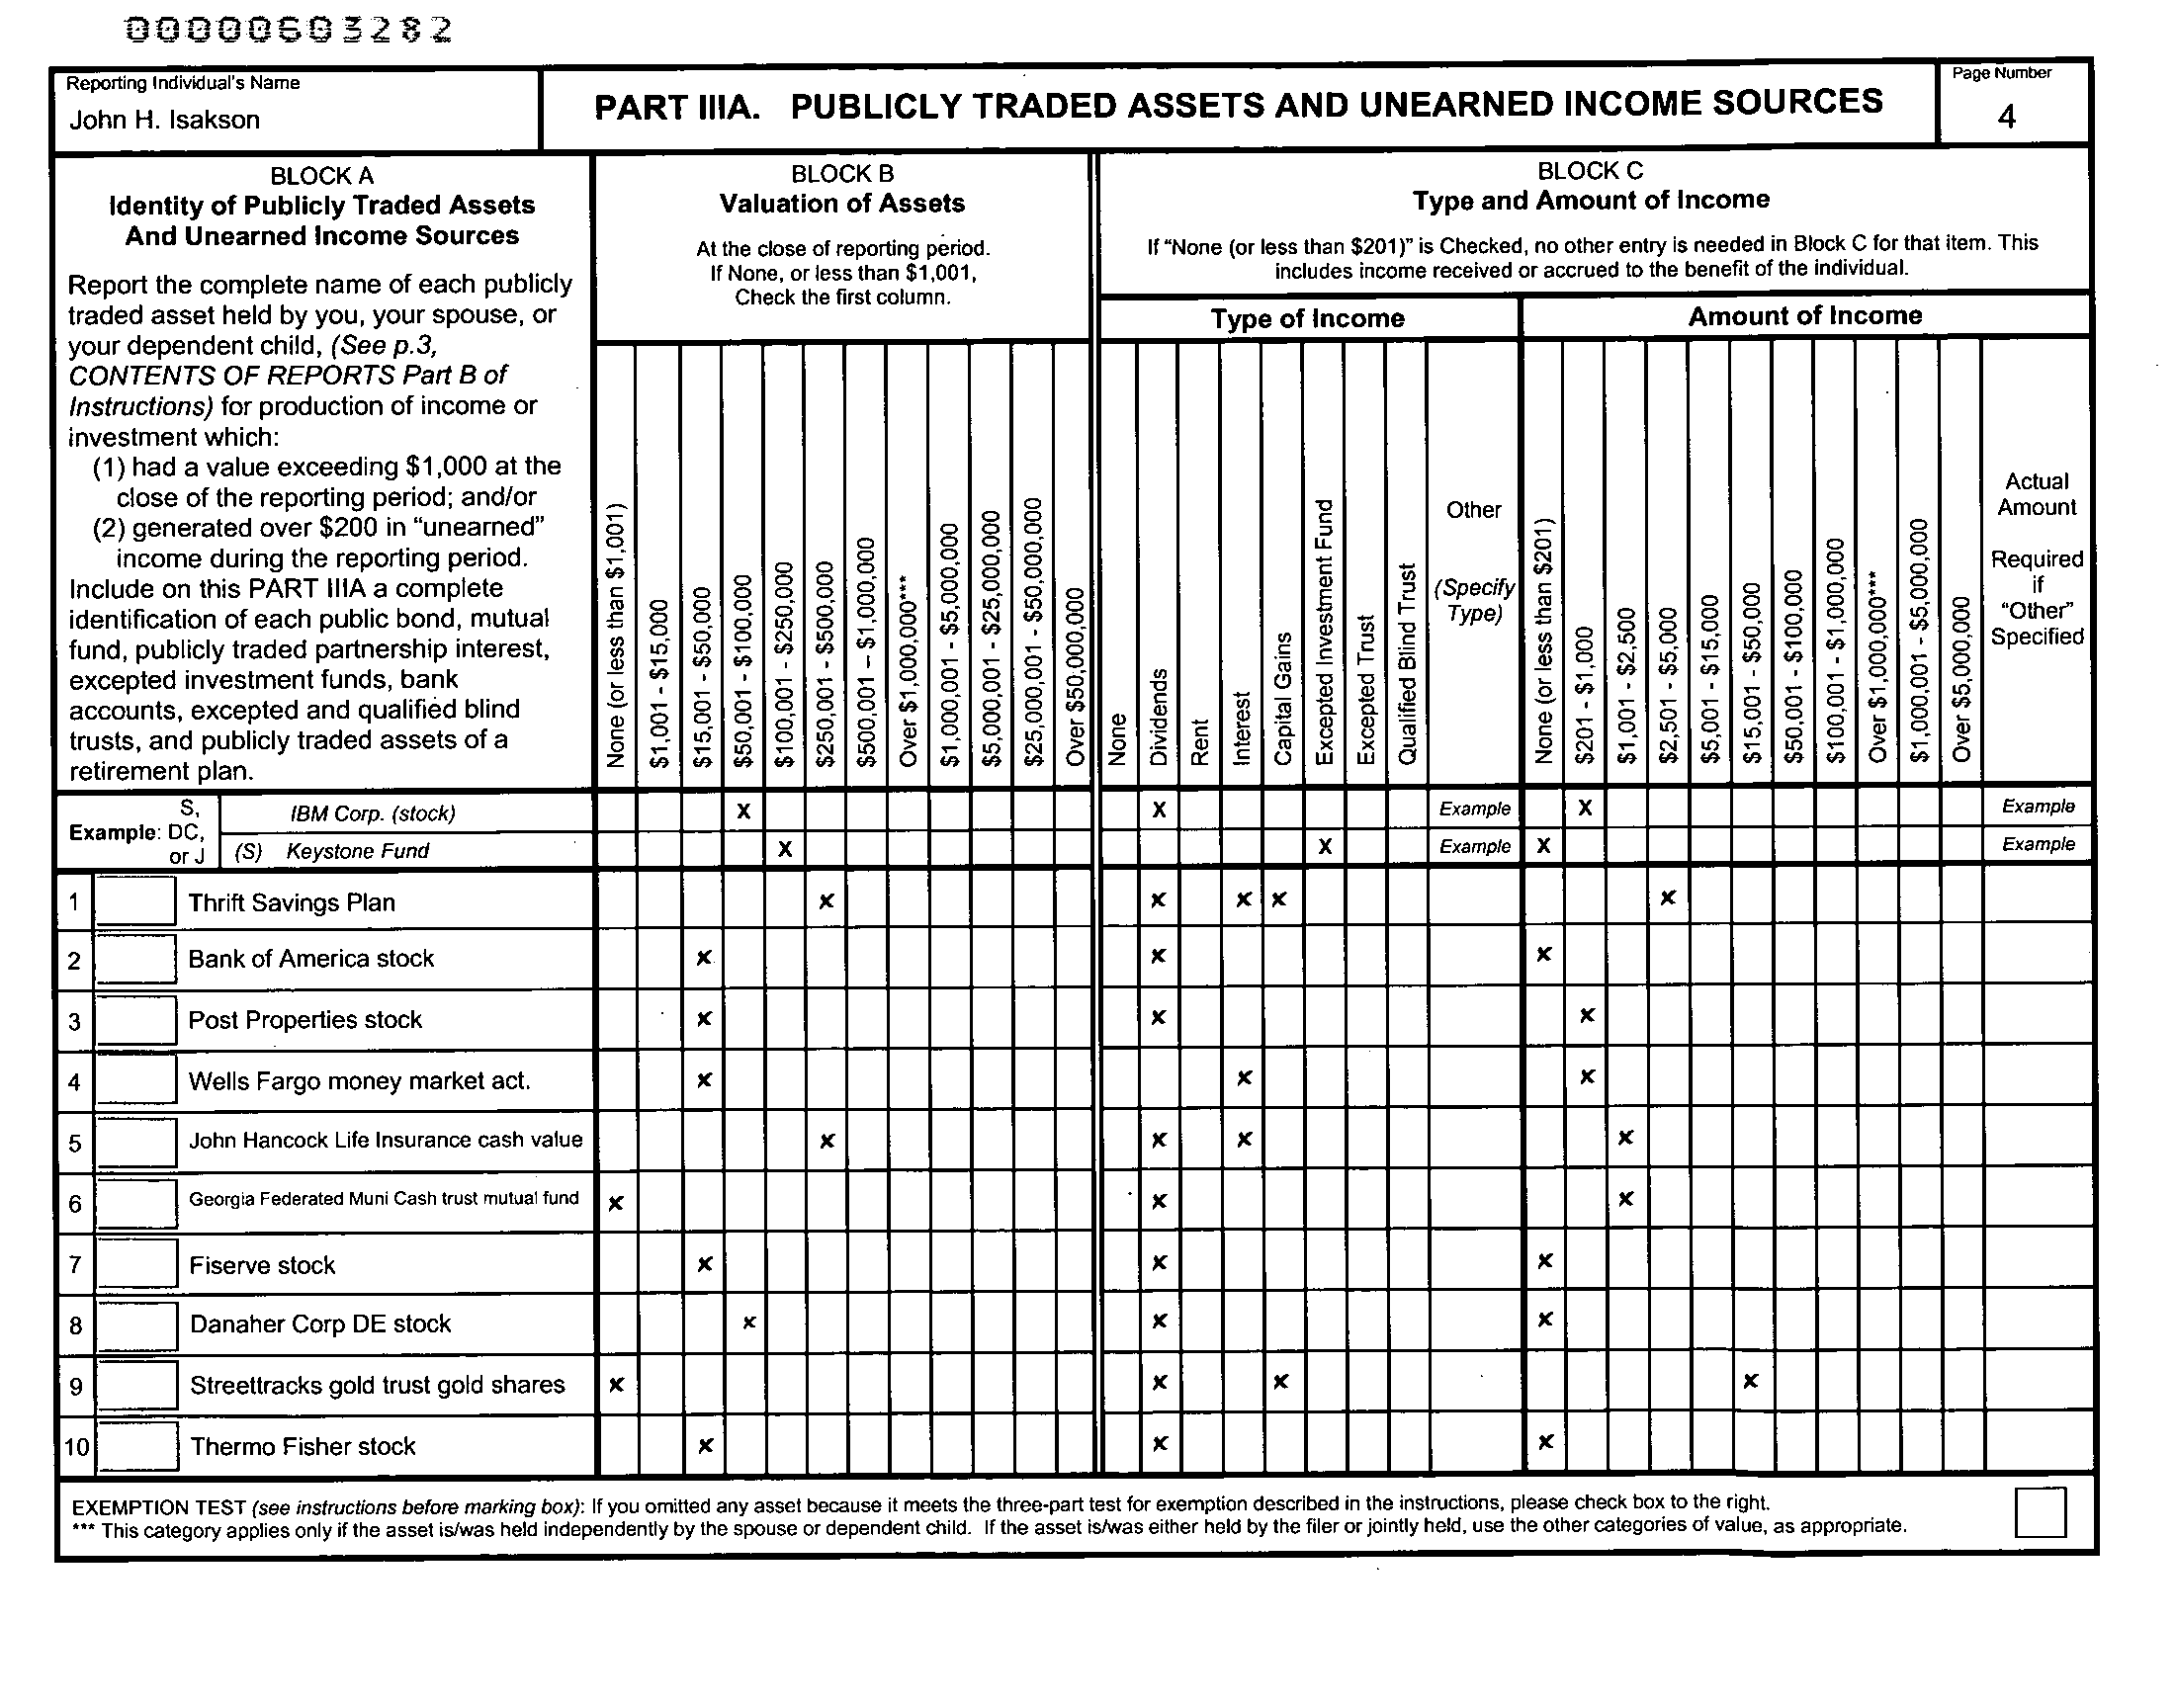 00000603282
Reporting Individual's Name
John H. Isakson
PART IIIA. PUBLICLY TRADED ASSETS AND UNEARNED INCOME SOURCES
Page Number
4
BLOCK A
Identity of Publicly Traded Assets
And Unearned Income Sources
Report the complete name of each publicly
traded asset held by you, your spouse, or
your dependent child, (See p.3,
CONTENTS OF REPORTS Part B of
Instructions) for production of income or
investment which:
(1) had a value exceeding $1,000 at the
close of the reporting period; and/or
(2) generated over $200 in “unearned”
income during the reporting period.
Include on this PART IIIA a complete
identification of each public bond, mutual
fund, publicly traded partnership interest,
excepted investment funds, bank
accounts, excepted and qualified blind
trusts, and publicly traded assets of a
retirement plan.
BLOCK B
Valuation of Assets
At the close of reporting period.
If None, or less than $1,001,
Check the first column.
None (or less than $1,001)
$1,001 - $15,000
$15,001 - $50,000
$50,001 - $100,000
$100,001 - $250,000
$250,001 - $500,000
$500,001 – $1,000,000
Over $1,000,000***
$1,000,001 - $5,000,000
$5,000,001 - $25,000,000
$25,000,001 - $50,000,000
Over $50,000,000
BLOCK C
Type and Amount of Income
If “None (or less than $201)” is Checked, no other entry is needed in Block C for that item. This
includes income received or accrued to the benefit of the individual.
Type of Income
None
Dividends
Rent
Interest
Capital Gains
Excepted Investment Fund
Excepted Trust
Qualified Blind Trust
Other
(Specify
Type)
Amount of Income
None (or less than $201)
$201 - $1,000
$1,001 - $2,500
$2,501 - $5,000
$5,001 - $15,000
$15,001 - $50,000
$50,001 - $100,000
$100,001 - $1,000,000
Over $1,000,000***
$1,000,001 - $5,000,000
Over $5,000,000
Actual
Amount
Required
if
“Other”
Specified
Example: S,
DC,
or J
IBM Corp. (stock) X X Example X Example
(S) Keystone Fund X X Example X Example
1 Thrift Savings Plan x x x x x
2 Bank of America stock x x x
3 Post Properties stock x x x
4 Wells Fargo money market act. x x x
5 John Hancock Life Insurance cash value x x x x
6 Georgia Federated Muni Cash trust mutual fund x x x
7 Fiserve stock x x x
8 Danaher Corp DE stock x x x
9 Streettracks gold trust gold shares x x x x
10 Thermo Fisher stock x x x
EXEMPTION TEST (see instructions before marking box): If you omitted any asset because it meets the three-part test for exemption described in the instructions, please check box to the right.
*** This category applies only if the asset is/was held independently by the spouse or dependent child. If the asset is/was either held by the filer or jointly held, use the other categories of value, as appropriate.